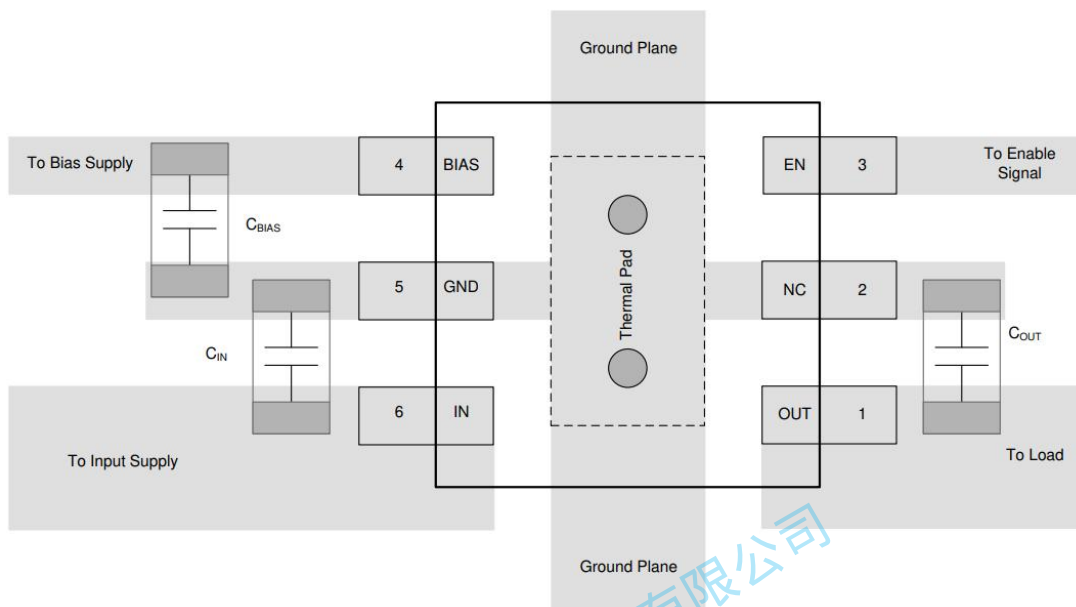 Ground Plane
To Bias Supply
4
BIAS
EN
3
To Enable
Signal
CBIAS
5
GND
Thermal Pad
NC
2
CIN
COUT
6
IN
OUT
1
To Input Supply
To Load
Ground Plane
有限公司